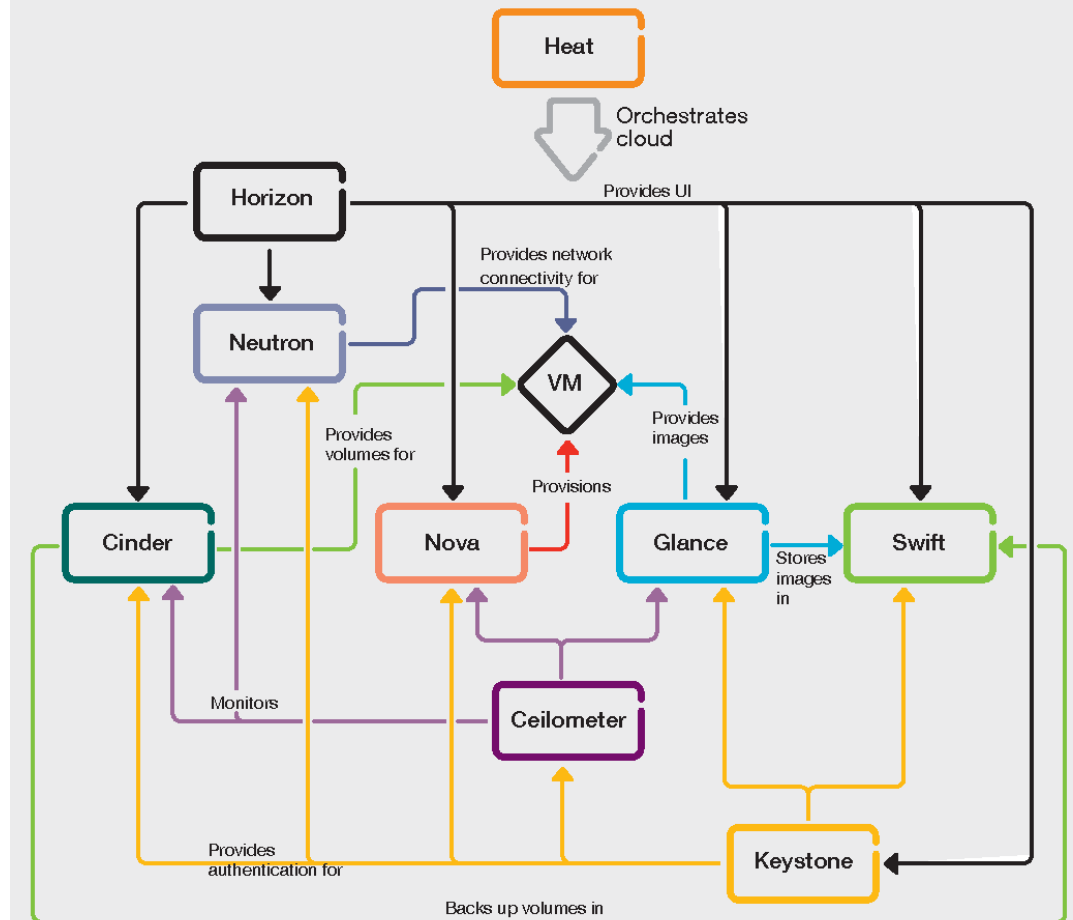 Heat
Orchestrates
cloud
Horizon
Provides UI
Provides network
connectivity for
Neutron
VM
Provides
images
Provides
volumes for
Provisions
Cinder
Nova
Glance
Swift
Stores
images
in
Monitors
Ceilometer
Provides
authentication for
Keystone
Backs up volumes in